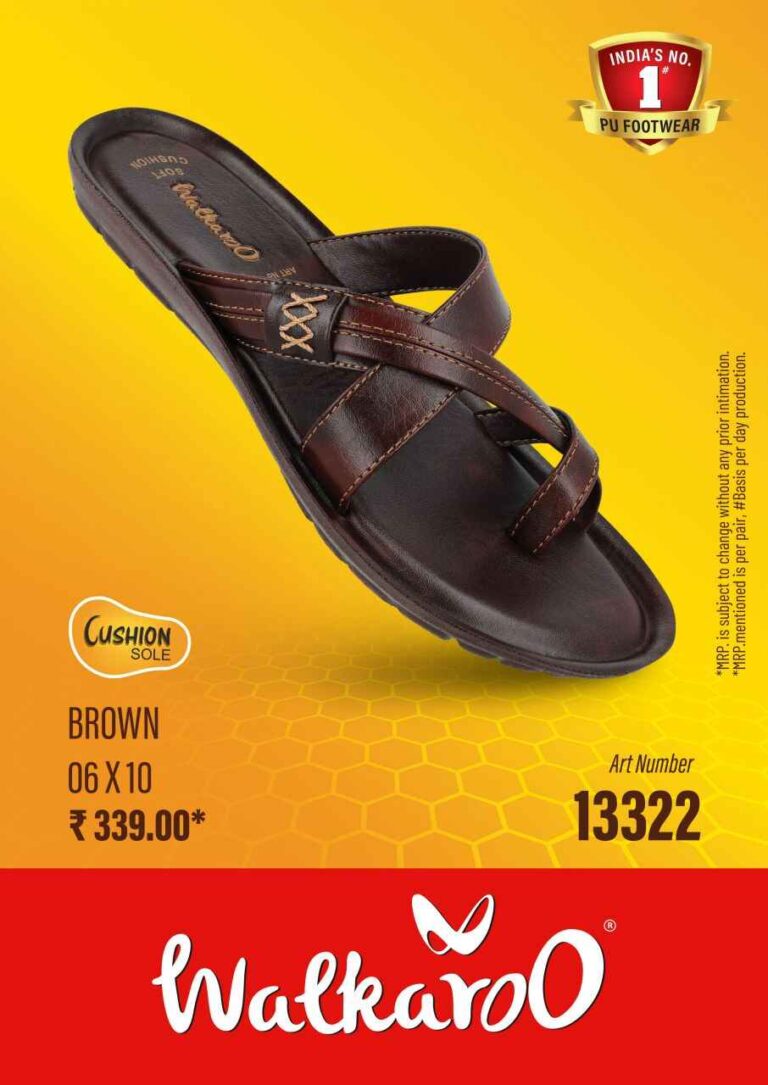 INDIA'S NO.
1#
PU FOOTWEAR
SOFT
CUSHION
Walkaroo
ART No
*MRP. is subject to change without any prior intimation.
*MRP.mentioned is per pair, #Basis per day production.
CUSHION
SOLE
BROWN
06 X 10
₹ 339.00*
Art Number
13322
Walkaroo®